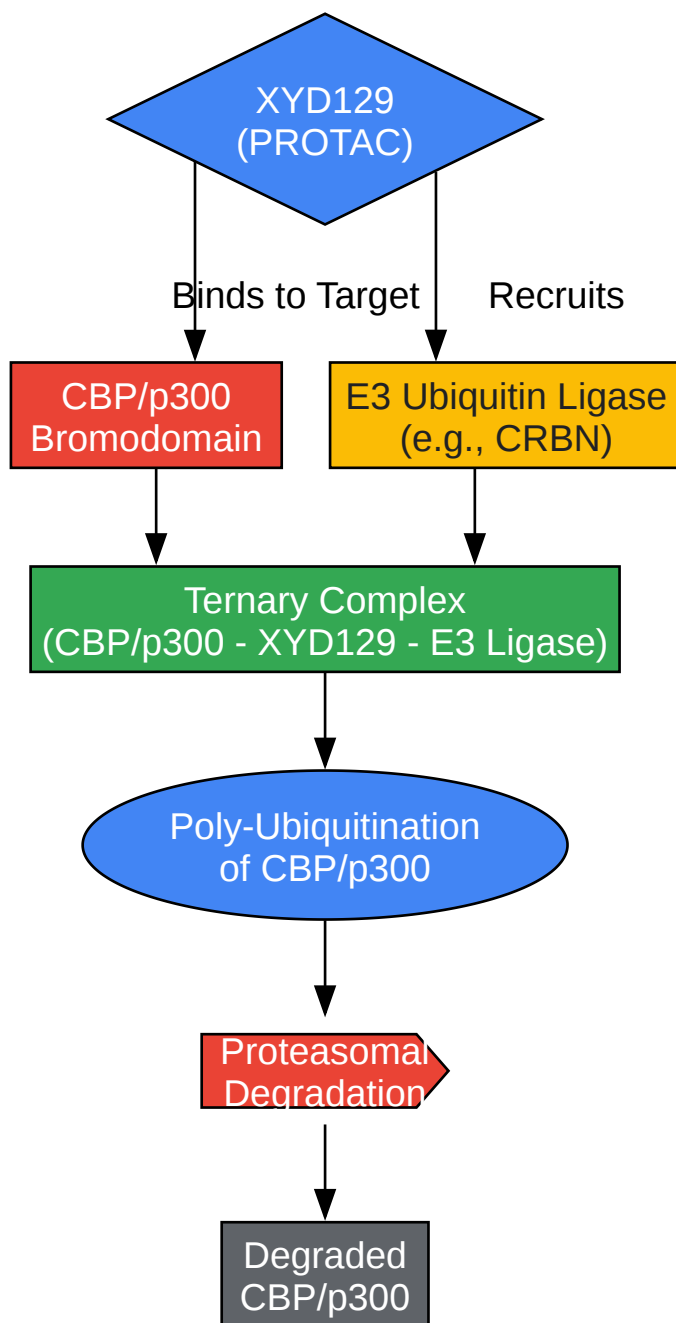 XYD129
(PROTAC)
Binds to Target
Recruits
CBP/p300
Bromodomain
E3 Ubiquitin Ligase
(e.g., CRBN)
Ternary Complex
(CBP/p300 - XYD129 - E3 Ligase)
Poly-Ubiquitination
of CBP/p300
Proteasomal
Degradation
Degraded
CBP/p300